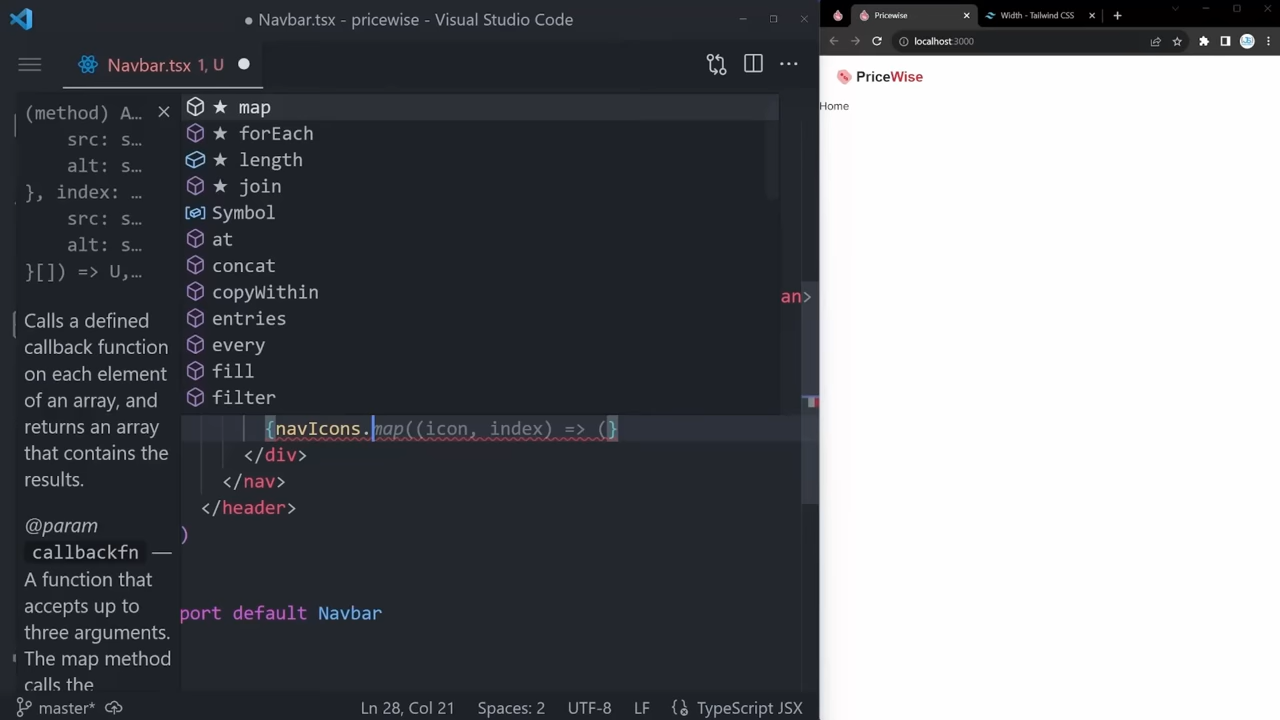 Navbar.tsx - pricewise - Visual Studio Code
Navbar.tsx 1, U
(method) A…
src: s…
alt: s…
}, index: …
src: s…
alt: s…
}[]) => U,…
Calls a defined
callback function
on each element
of an array, and
returns an array
that contains the
results.
@param
callbackfn —
A function that
accepts up to
three arguments.
The map method
calls the
★ map
★ forEach
★ length
★ join
Symbol
at
concat
copyWithin
entries
every
fill
filter
an>
{navIcons.map((icon, index) => (}
</div>
</nav>
</header>
)
port default Navbar
master*
Ln 28, Col 21
Spaces: 2
UTF-8
LF
TypeScript JSX
Pricewise
Width - Tailwind CSS
localhost:3000
PriceWise
Home